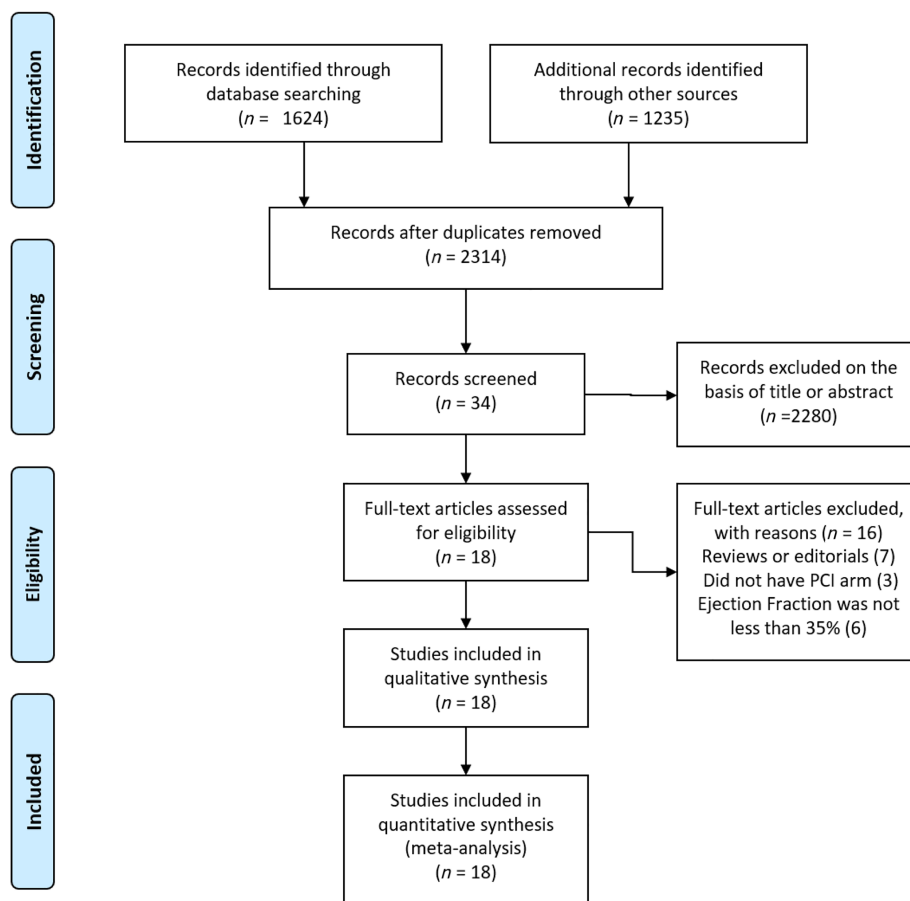 Identification
Records identified through
database searching
(n = 1624)
Additional records identified
through other sources
(n = 1235)
Records after duplicates removed
(n = 2314)
Screening
Records screened
(n = 34)
Records excluded on the
basis of title or abstract
(n =2280)
Eligibility
Full-text articles assessed
for eligibility
(n = 18)
Full-text articles excluded,
with reasons (n = 16)
Reviews or editorials (7)
Did not have PCI arm (3)
Ejection Fraction was not
less than 35% (6)
Studies included in
qualitative synthesis
(n = 18)
Included
Studies included in
quantitative synthesis
(meta-analysis)
(n = 18)